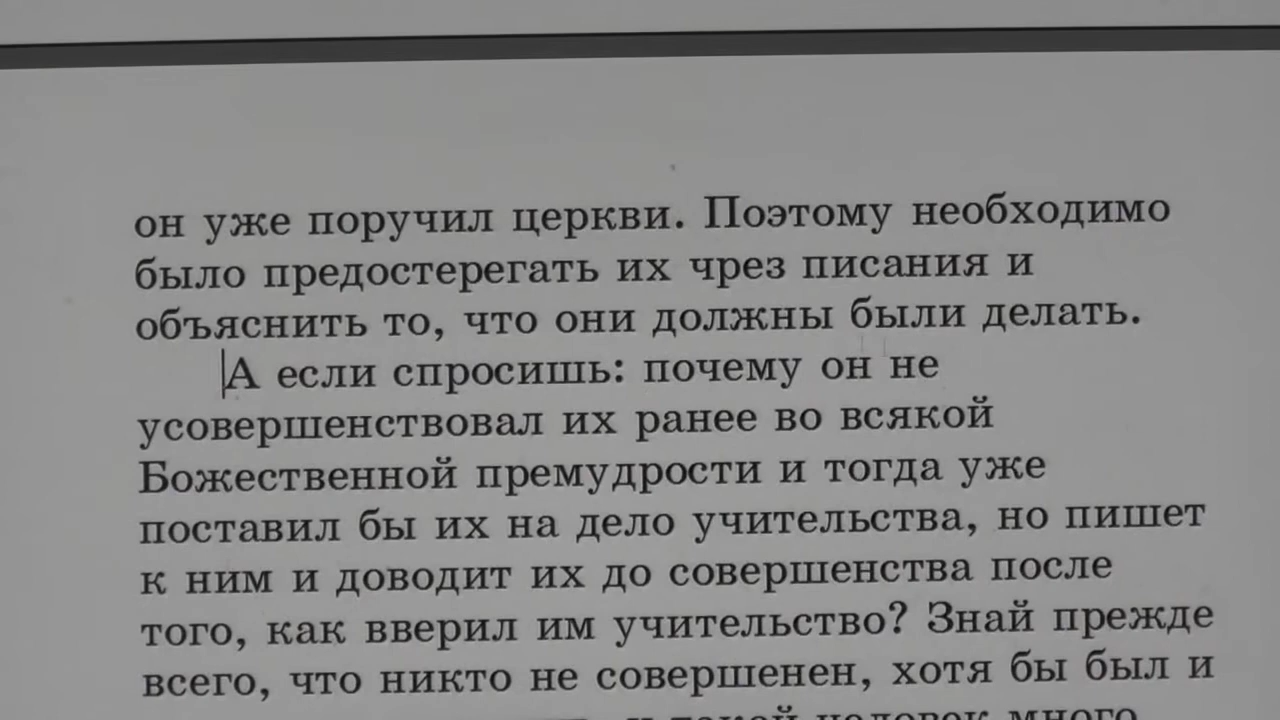 он уже поручил церкви. Поэтому необходимо
было предостерегать их чрез писания и
объяснить то, что они должны были делать.
А если спросишь: почему он не
усовершенствовал их ранее во всякой
Божественной премудрости и тогда уже
поставил бы их на дело учительства, но пишет
к ним и доводит их до совершенства после
того, как вверил им учительство? Знай прежде
всего, что никто не совершенен, хотя бы был и
такой человек много